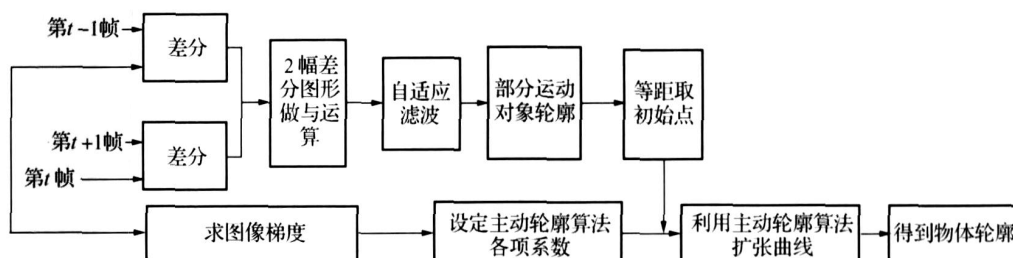 第t-1帧
差分
2幅差
分图形
做与运
算
自适应
滤波
部分运动
对象轮廓
等距取
初始点
第t+1帧
差分
第t帧
求图像梯度
设定主动轮廓算法
各项系数
利用主动轮廓算法
扩张曲线
得到物体轮廓